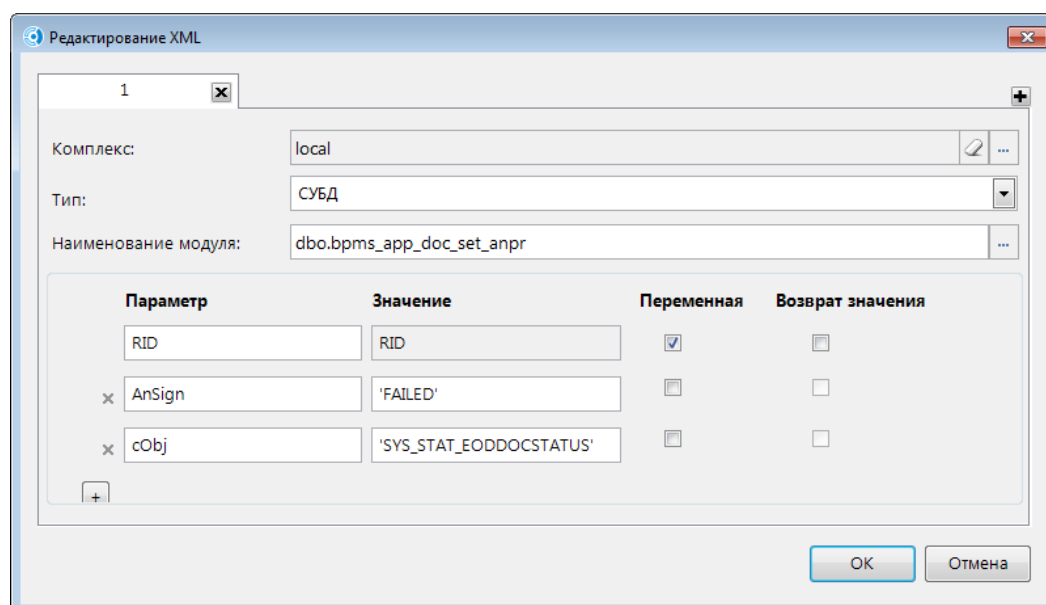 Редактирование XML
1
Комплекс: local ...
Тип: СУБД
Наименование модуля: dbo.bpms_app_doc_set_anpr ...
Параметр Значение Переменная Возврат значения
RID RID
AnSign 'FAILED'
cObj 'SYS_STAT_EODDOCSTATUS'
+
OK Отмена